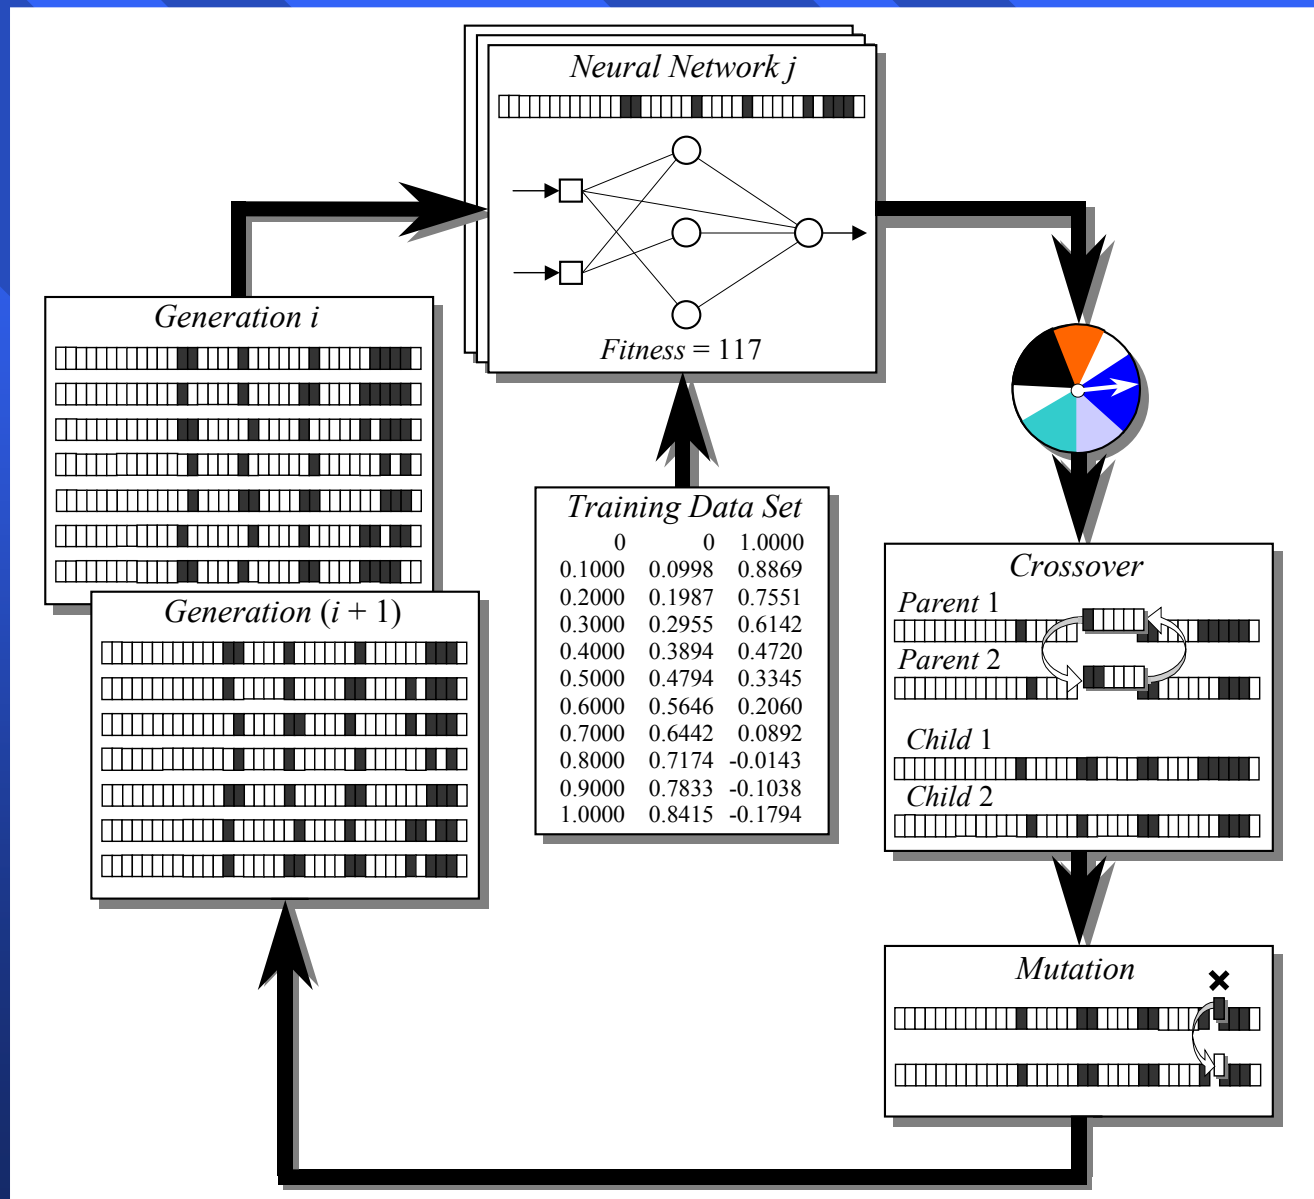 Neural Network j
Fitness = 117
Generation i
Generation (i + 1)
Training Data Set
0 0 1.0000
0.1000 0.0998 0.8869
0.2000 0.1987 0.7551
0.3000 0.2955 0.6142
0.4000 0.3894 0.4720
0.5000 0.4794 0.3345
0.6000 0.5646 0.2060
0.7000 0.6442 0.0892
0.8000 0.7174 -0.0143
0.9000 0.7833 -0.1038
1.0000 0.8415 -0.1794
Crossover
Parent 1
Parent 2
Child 1
Child 2
Mutation